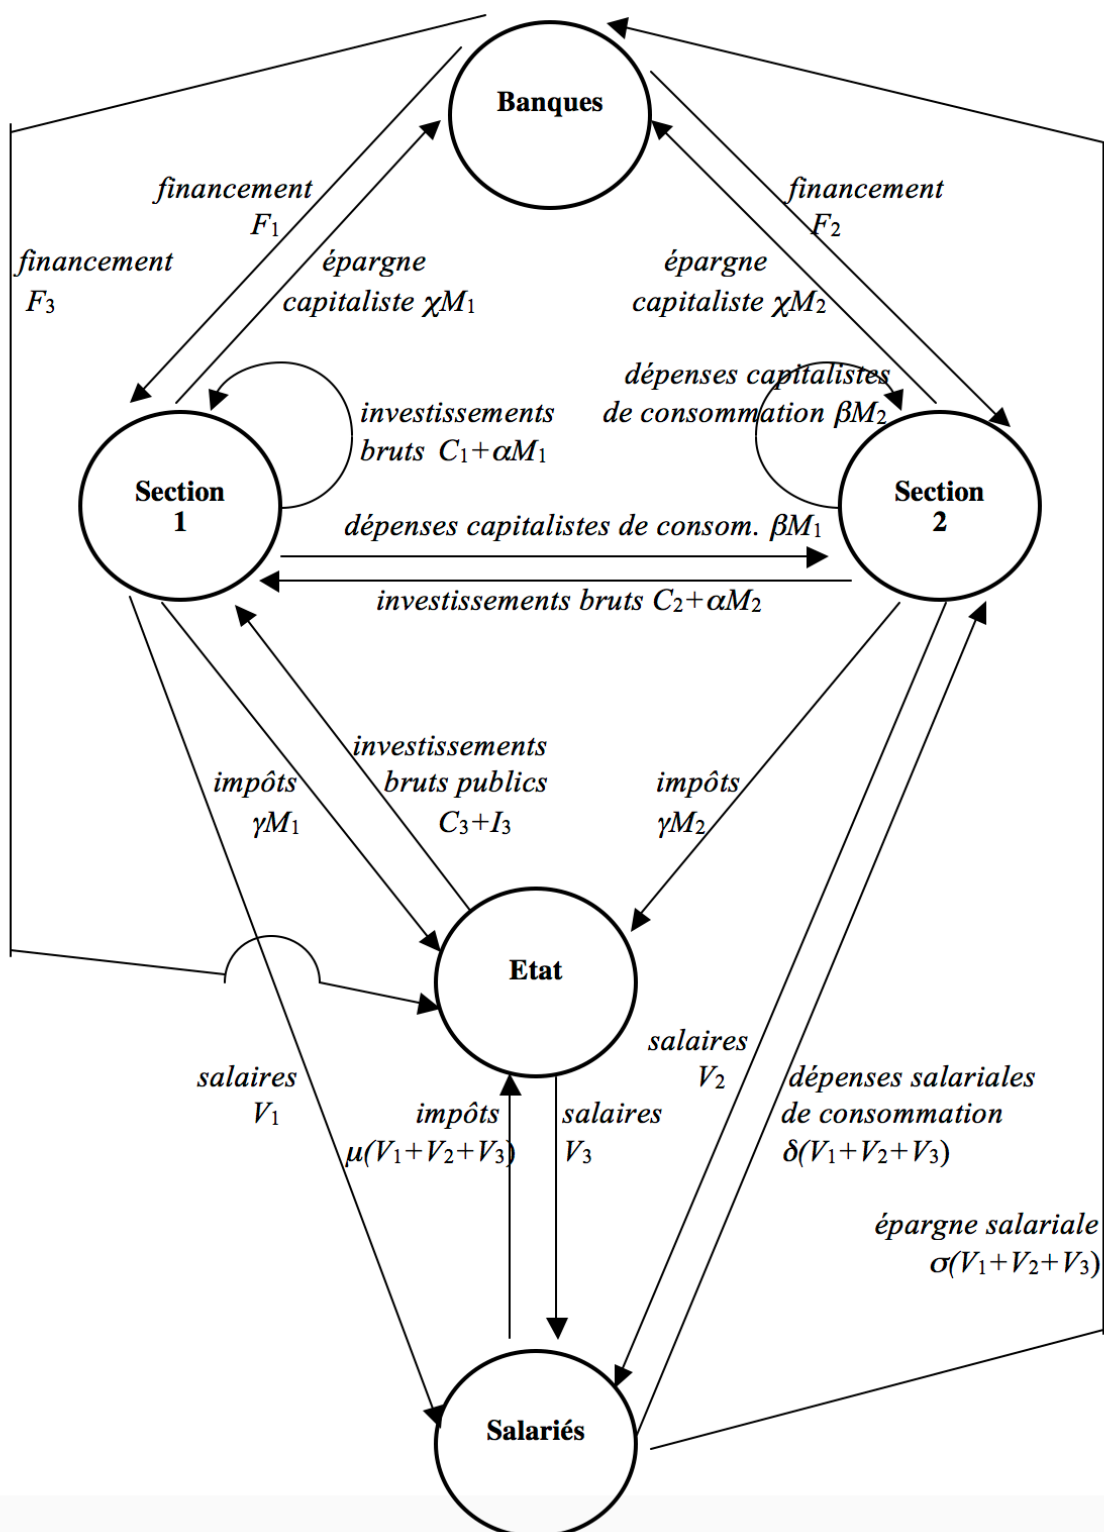 Banques
financement
F1
financement
F2
financement
F3
épargne
capitaliste χM1
épargne
capitaliste χM2
investissements
bruts C1+αM1
dépenses capitalistes
de consommation βM2
Section
1
Section
2
dépenses capitalistes de consom. βM1
investissements bruts C2+αM2
impôts
γM1
investissements
bruts publics
C3+I3
impôts
γM2
Etat
salaires
V1
impôts
μ(V1+V2+V3)
salaires
V3
salaires
V2
dépenses salariales
de consommation
δ(V1+V2+V3)
épargne salariale
σ(V1+V2+V3)
Salariés